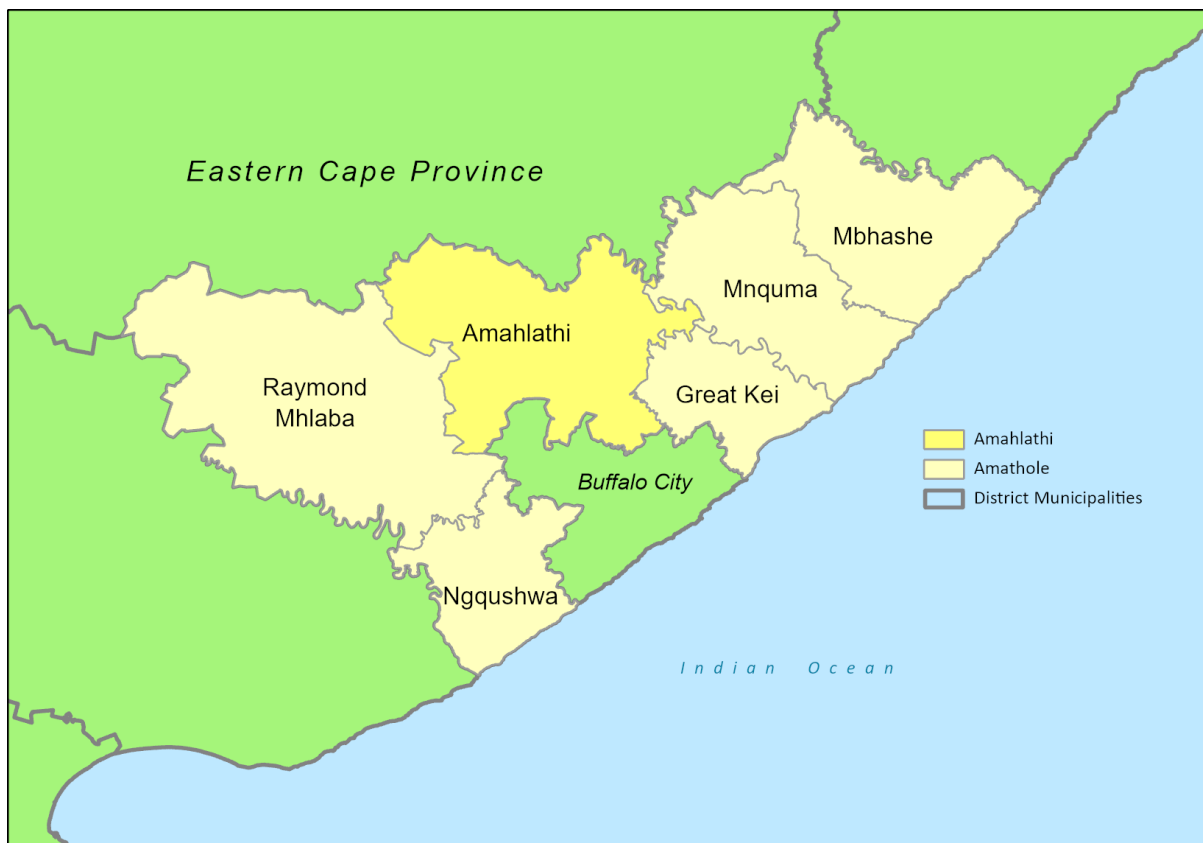 Eastern Cape Province
Mbhashe
Mnquma
Amahlathi
Raymond
Mhlaba
Great Kei
Buffalo City
Ngqushwa
Amahlathi
Amathole
District Municipalities
Indian Ocean